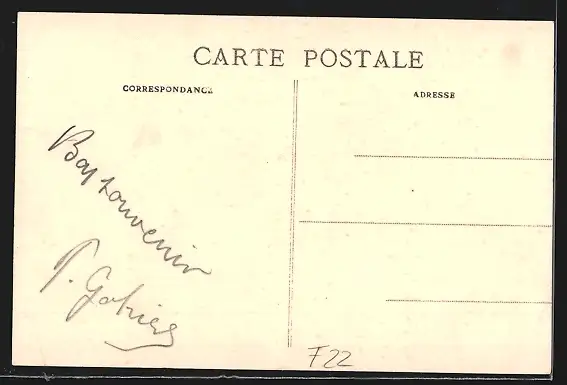 CARTE POSTALE
CORRESPONDANCE
ADRESSE
Bon souvenir
F22